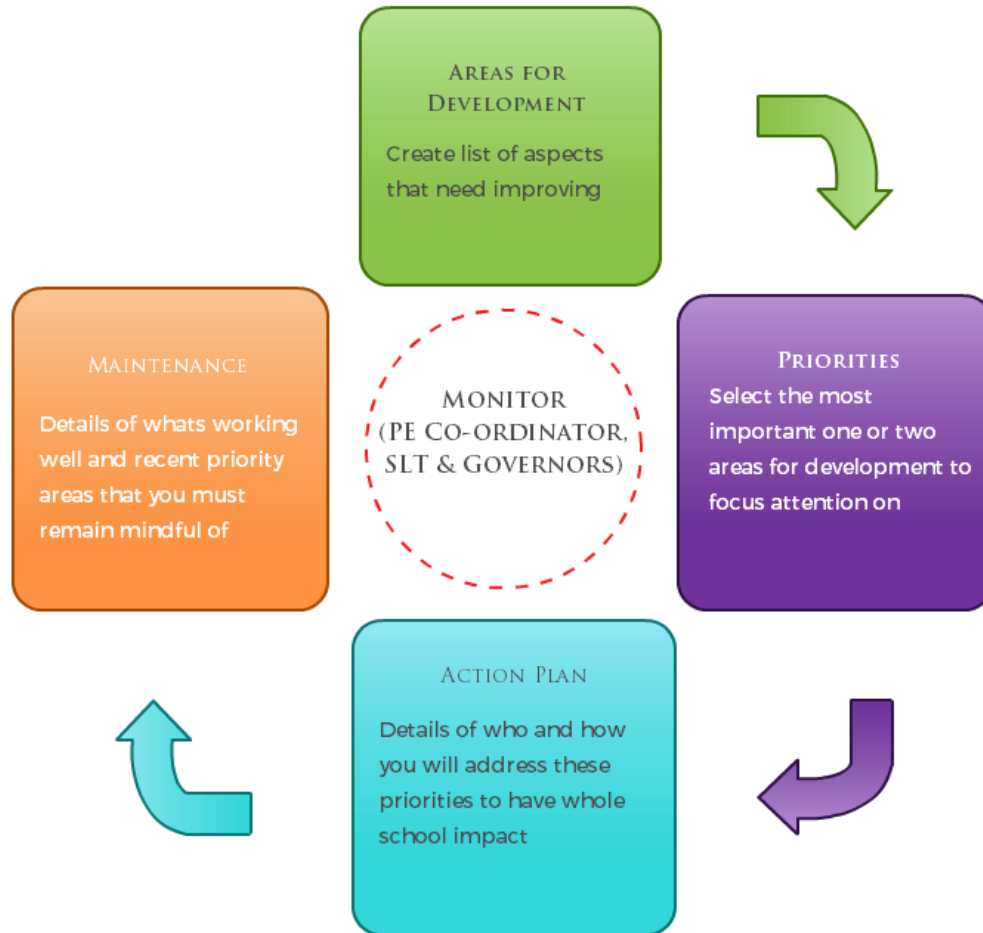 Areas for
Development
Create list of aspects
that need improving
Priorities
Select the most
important one or two
areas for development to
focus attention on
Action Plan
Details of who and how
you will address these
priorities to have whole
school impact
Maintenance
Details of whats working
well and recent priority
areas that you must
remain mindful of
Monitor
(PE Co-ordinator,
SLT & Governors)